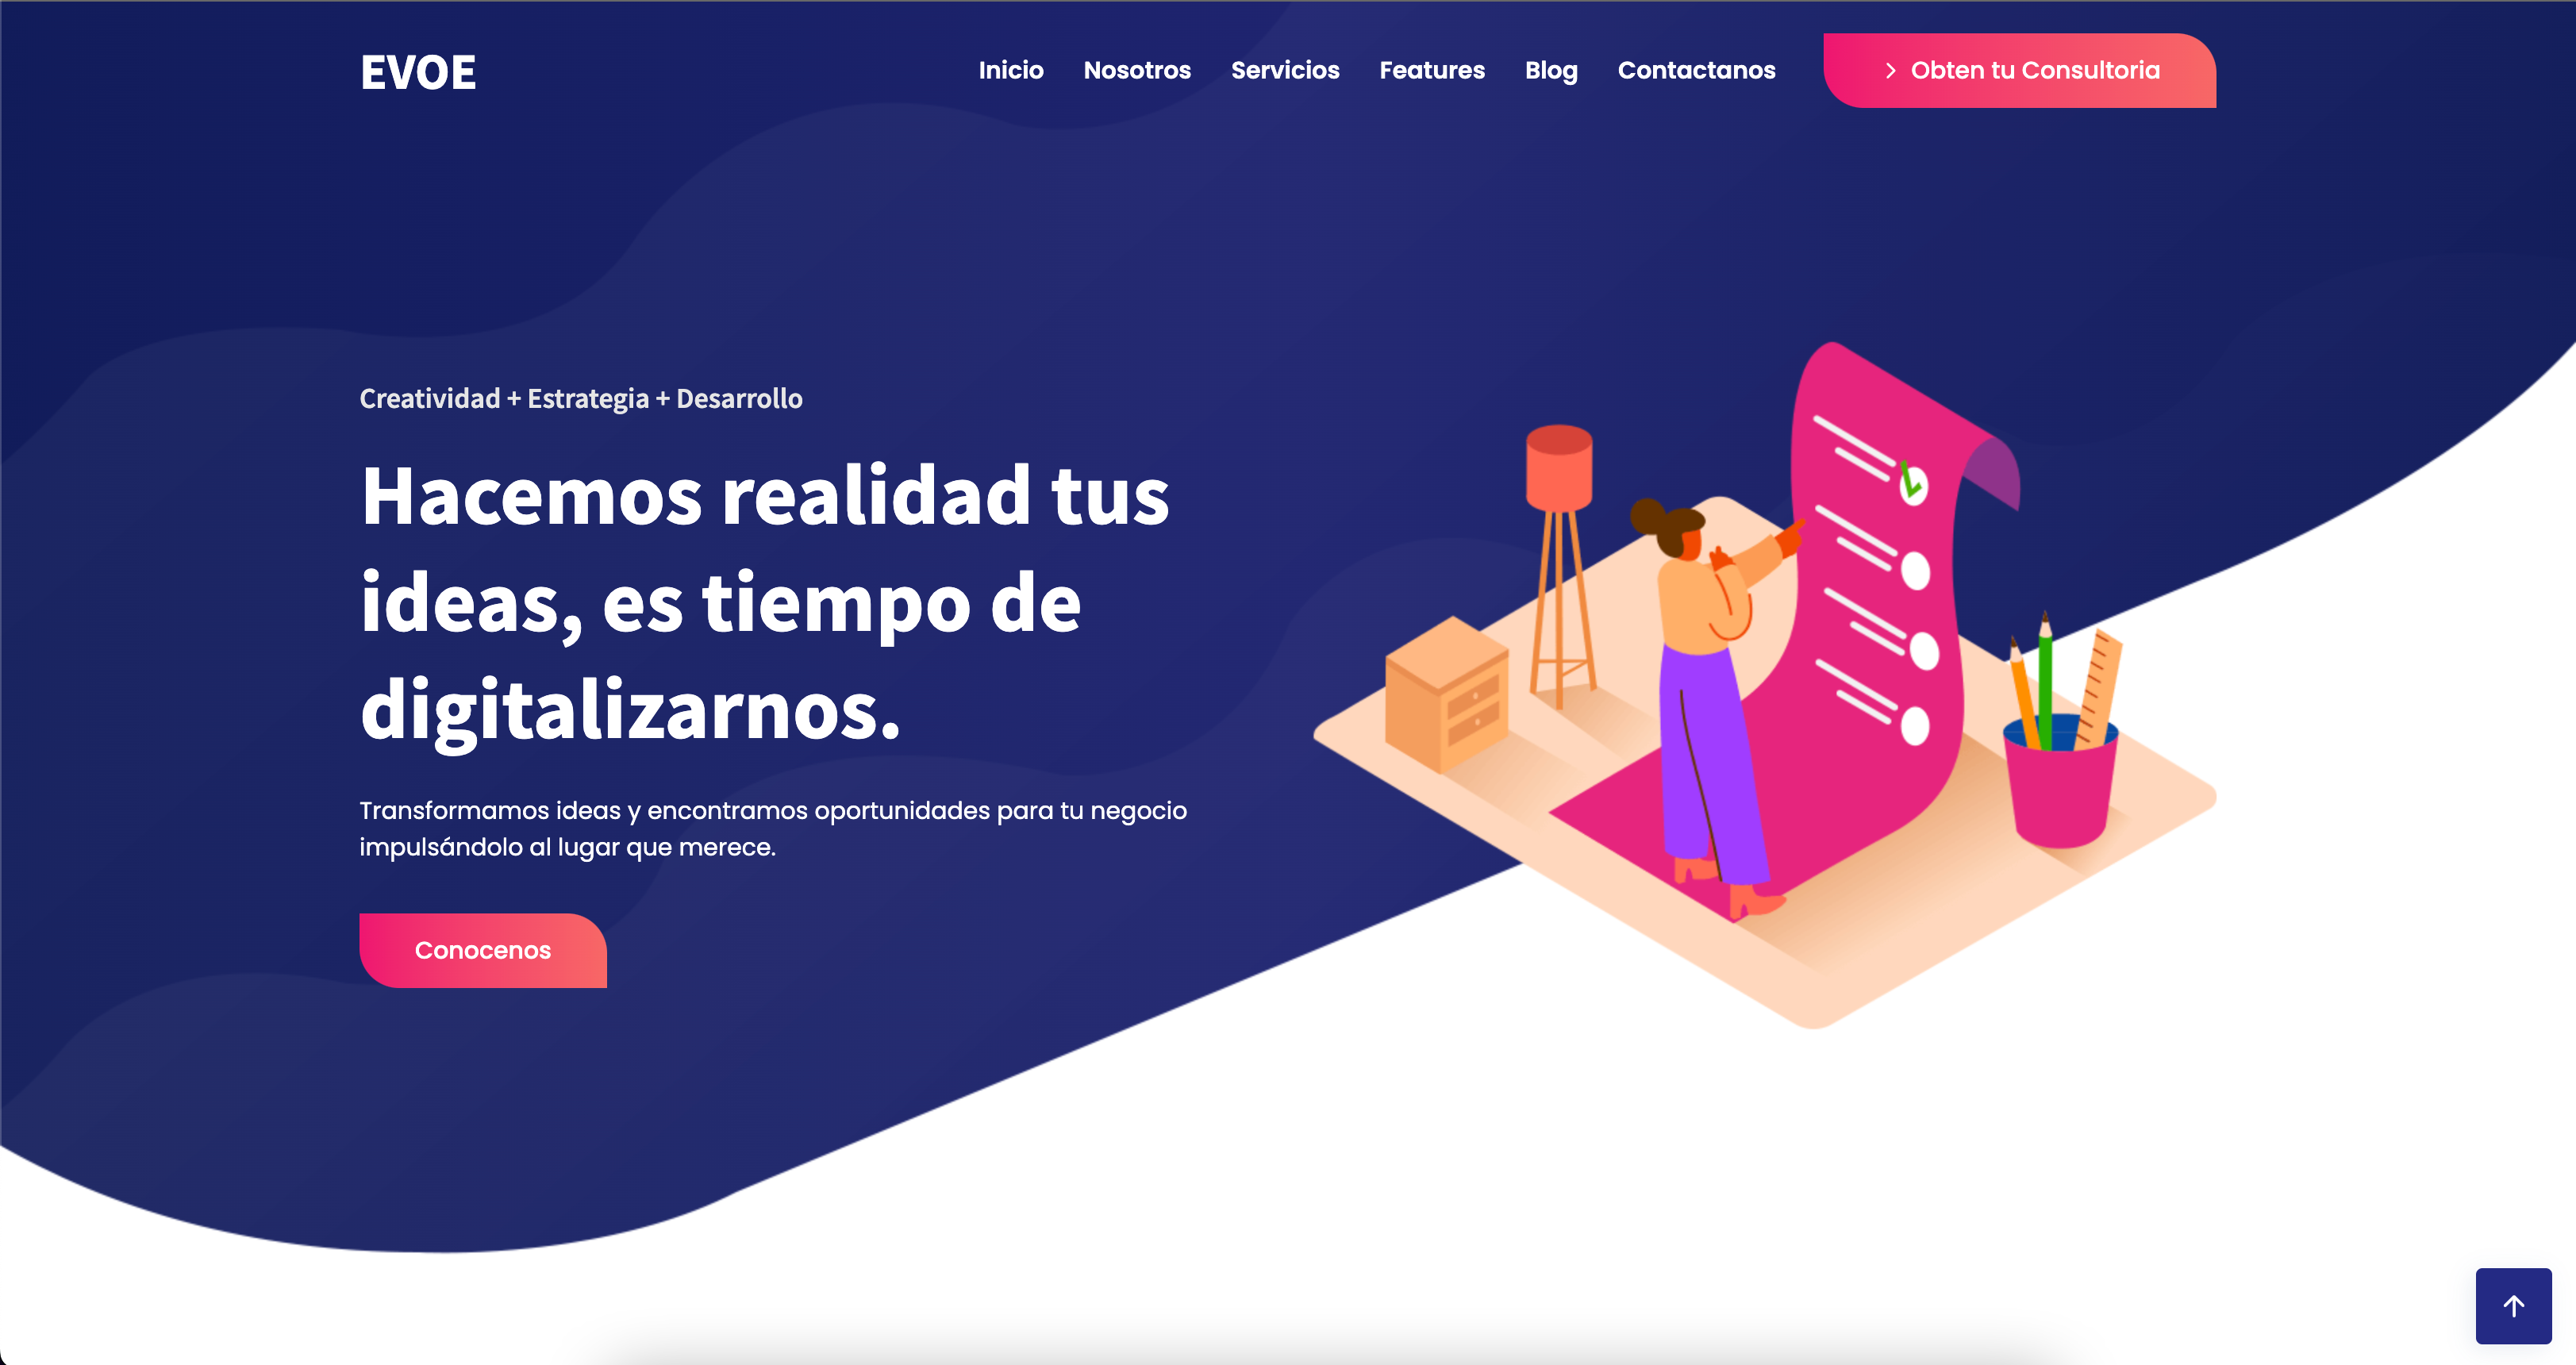 EVOE
Inicio Nosotros Servicios Features Blog Contactanos Obten tu Consultoria
Creatividad + Estrategia + Desarrollo
Hacemos realidad tus
ideas, es tiempo de
digitalizarnos.
Transformamos ideas y encontramos oportunidades para tu negocio
impulsándolo al lugar que merece.
Conocenos